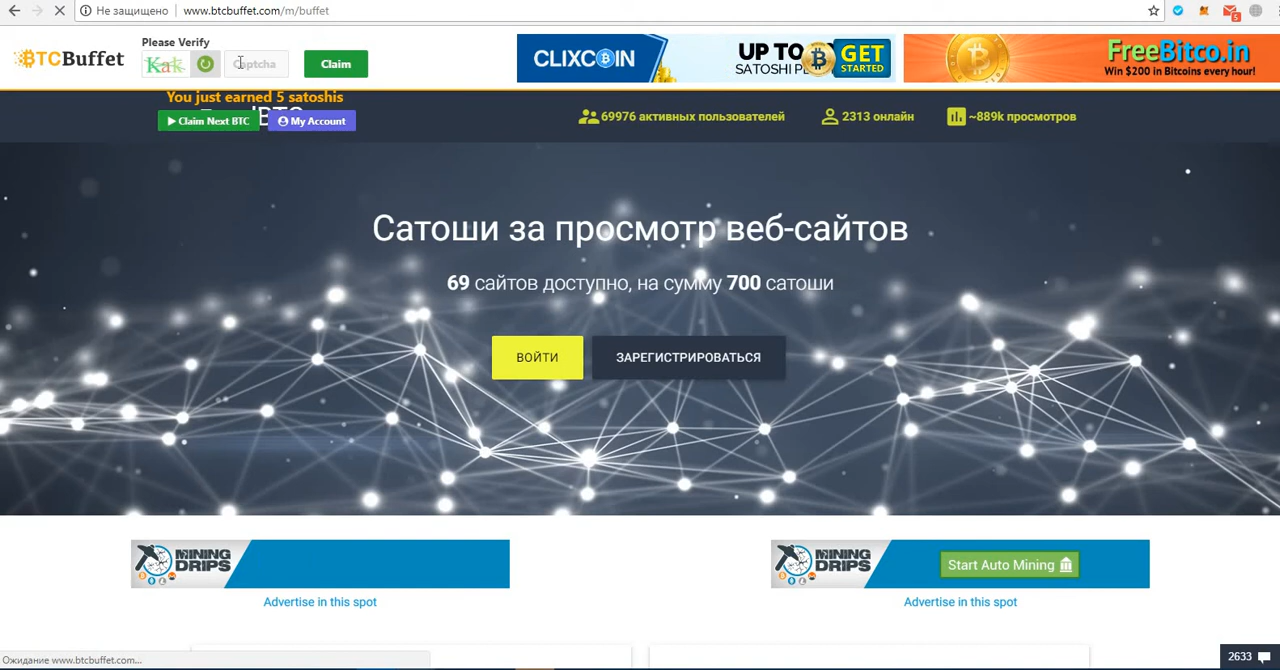 Не защищено www.btcbuffet.com/m/buffet
5
BTCBuffet
Please Verify
Kak
Captcha
Claim
CLIXCOIN
UP TO
SATOSHI P
GET
STARTED
FreeBitco.in
Win $200 in Bitcoins every hour!
You just earned 5 satoshis
Claim Next BTC
My Account
69976 активных пользователей
2313 онлайн
~889k просмотров
Сатоши за просмотр веб-сайтов
69 сайтов доступно, на сумму 700 сатоши
ВОЙТИ
ЗАРЕГИСТРИРОВАТЬСЯ
MINING
DRIPS
MINING
DRIPS
Start Auto Mining
Advertise in this spot
Advertise in this spot
Ожидание www.btcbuffet.com...
2633